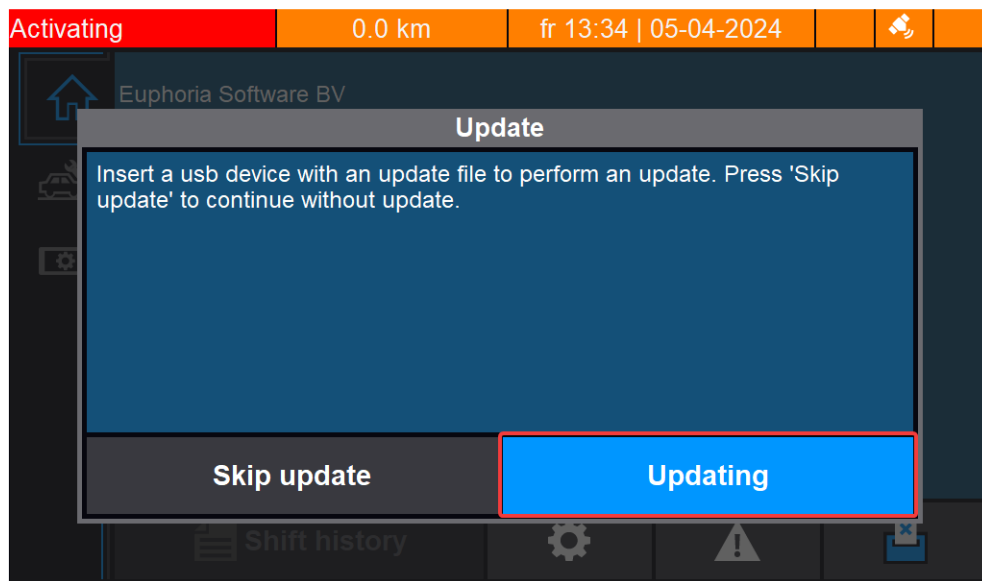 Activating
0.0 km
fr 13:34 | 05-04-2024
Euphoria Software BV
Update
Insert a usb device with an update file to perform an update. Press 'Skip
update' to continue without update.
Skip update
Updating
Shift history